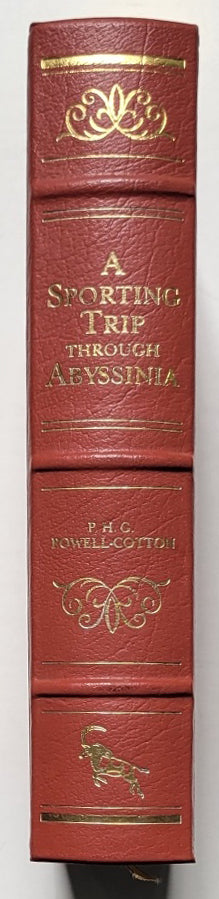 A
SPORTING
TRIP
THROUGH
ABYSSINIA
P. H. G.
POWELL-COTTON